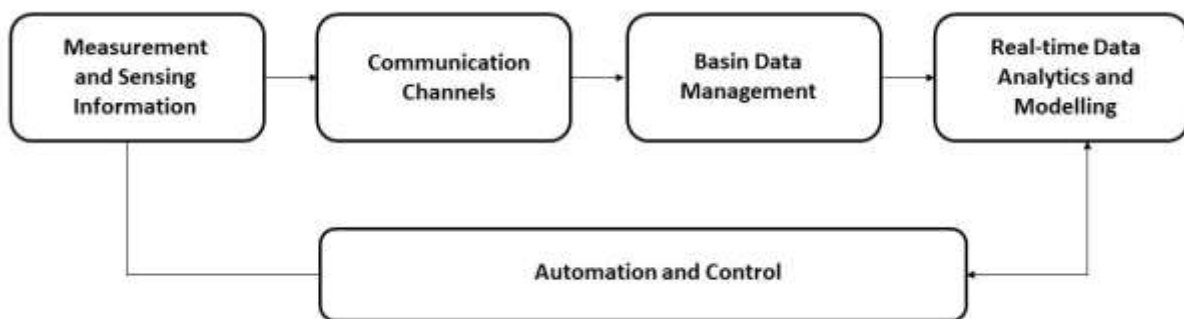 Measurement
and Sensing
Information
Communication
Channels
Basin Data
Management
Real-time Data
Analytics and
Modelling
Automation and Control